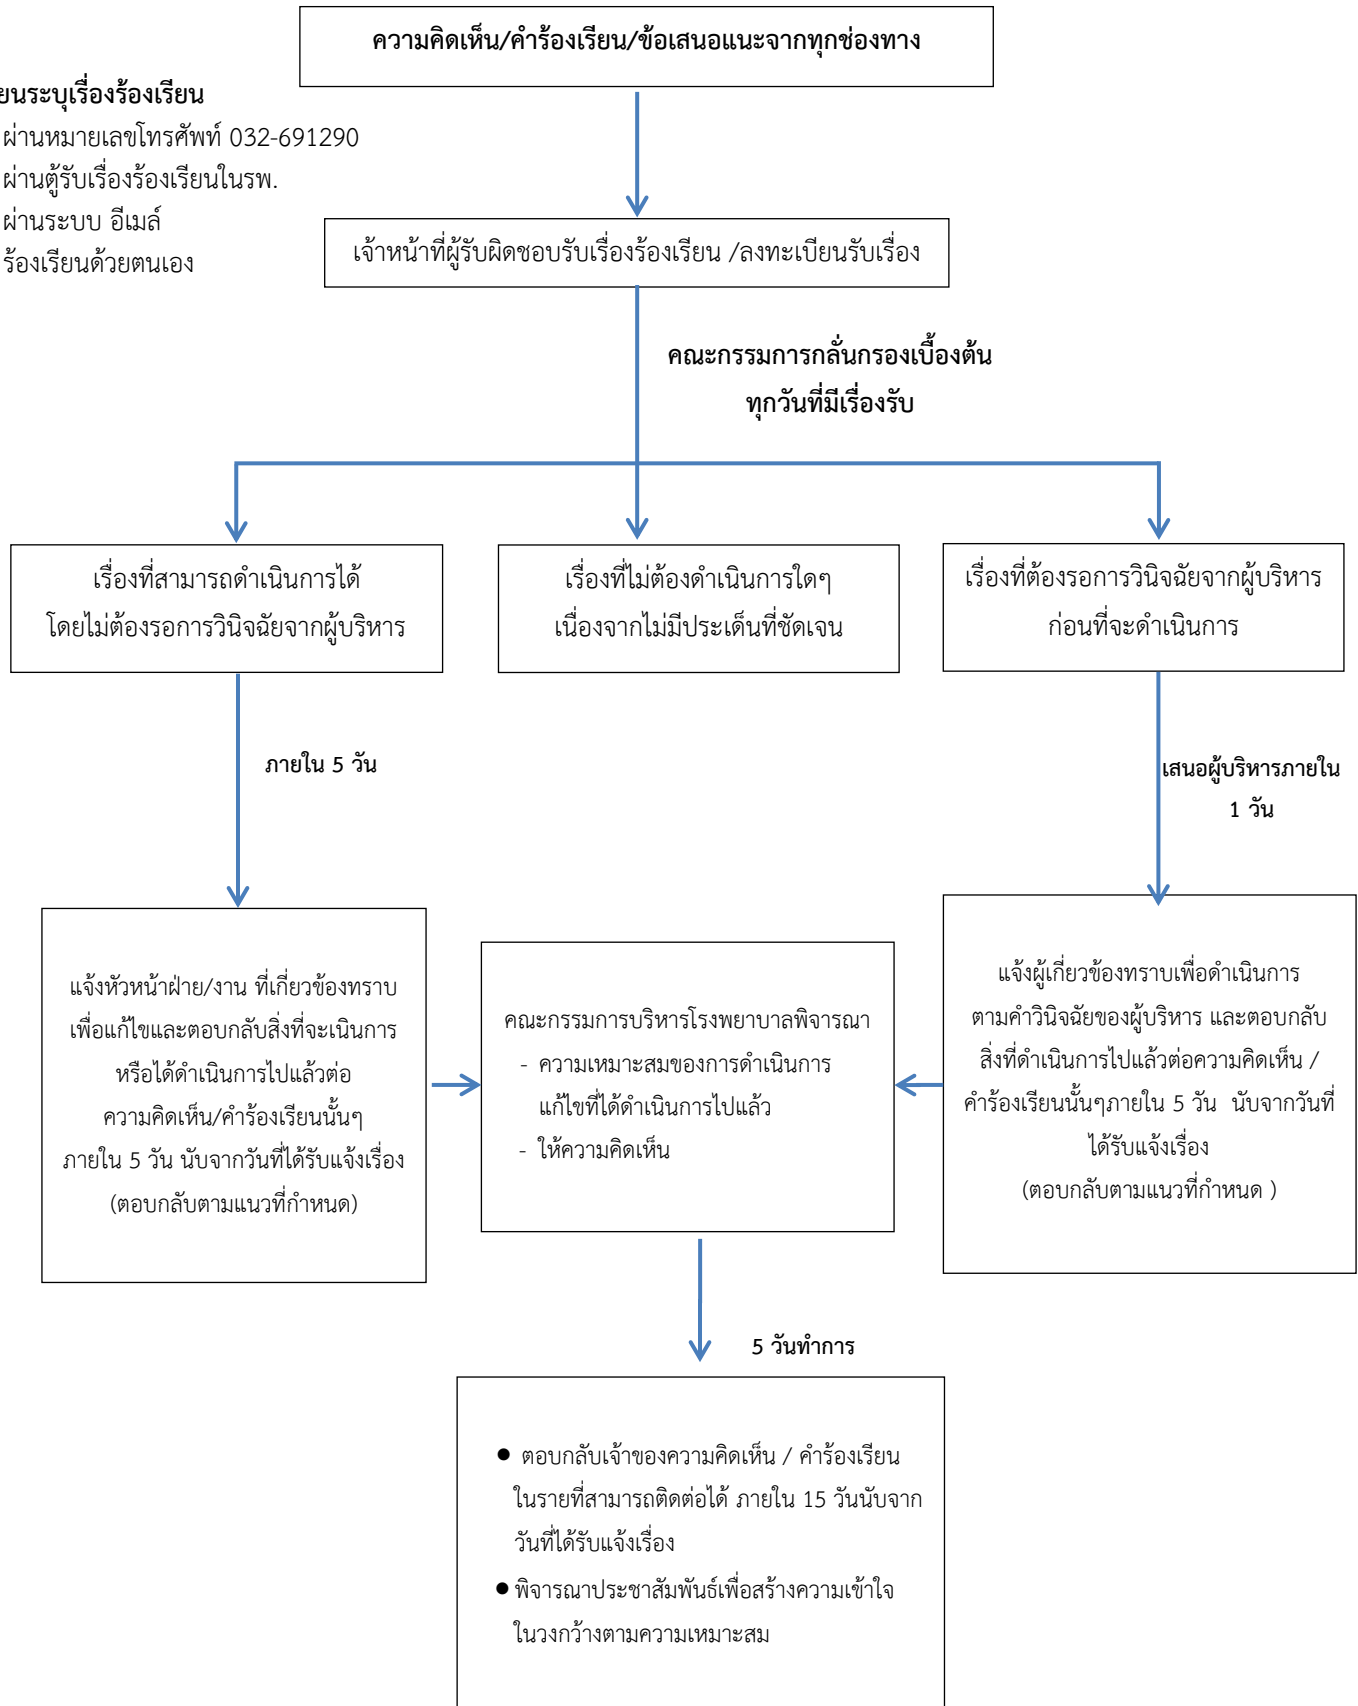 ความคิดเห็น/คำร้องเรียน/ข้อเสนอแนะจากทุกช่องทาง
ยนระบุเรื่องร้องเรียน
ผ่านหมายเลขโทรศัพท์ 032-691290
ผ่านตู้รับเรื่องร้องเรียนในรพ.
ผ่านระบบ อีเมล์
ร้องเรียนด้วยตนเอง
เจ้าหน้าที่ผู้รับผิดชอบรับเรื่องร้องเรียน /ลงทะเบียนรับเรื่อง
คณะกรรมการกลั่นกรองเบื้องต้น
ทุกวันที่มีเรื่องรับ
เรื่องที่สามารถดำเนินการได้
โดยไม่ต้องรอการวินิจฉัยจากผู้บริหาร
เรื่องที่ไม่ต้องดำเนินการใดๆ
เนื่องจากไม่มีประเด็นที่ชัดเจน
เรื่องที่ต้องรอการวินิจฉัยจากผู้บริหาร
ก่อนที่จะดำเนินการ
ภายใน 5 วัน
เสนอผู้บริหารภายใน
1 วัน
แจ้งหัวหน้าฝ่าย/งาน ที่เกี่ยวข้องทราบ
เพื่อแก้ไขและตอบกลับสิ่งที่จะเนินการ
หรือได้ดำเนินการไปแล้วต่อ
ความคิดเห็น/คำร้องเรียนนั้นๆ
ภายใน 5 วัน นับจากวันที่ได้รับแจ้งเรื่อง
(ตอบกลับตามแนวที่กำหนด)
คณะกรรมการบริหารโรงพยาบาลพิจารณา
- ความเหมาะสมของการดำเนินการ
แก้ไขที่ได้ดำเนินการไปแล้ว
- ให้ความคิดเห็น
แจ้งผู้เกี่ยวข้องทราบเพื่อดำเนินการ
ตามคำวินิจฉัยของผู้บริหาร และตอบกลับ
สิ่งที่ดำเนินการไปแล้วต่อความคิดเห็น /
คำร้องเรียนนั้นๆภายใน 5 วัน นับจากวันที่
ได้รับแจ้งเรื่อง
(ตอบกลับตามแนวที่กำหนด )
5 วันทำการ
● ตอบกลับเจ้าของความคิดเห็น / คำร้องเรียน
ในรายที่สามารถติดต่อได้ ภายใน 15 วันนับจาก
วันที่ได้รับแจ้งเรื่อง
● พิจารณาประชาสัมพันธ์เพื่อสร้างความเข้าใจ
ในวงกว้างตามความเหมาะสม